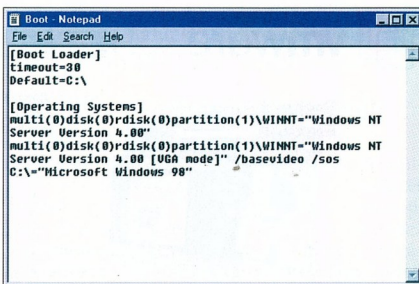 Boot - Notepad
File Edit Search Help
[Boot Loader]
timeout=30
Default=C:\
[Operating Systems]
multi(0)disk(0)rdisk(0)partition(1)\WINNT="Windows NT
Server Version 4.00"
multi(0)disk(0)rdisk(0)partition(1)\WINNT="Windows NT
Server Version 4.00 [VGA mode]" /basevideo /sos
C:\="Microsoft Windows 98"